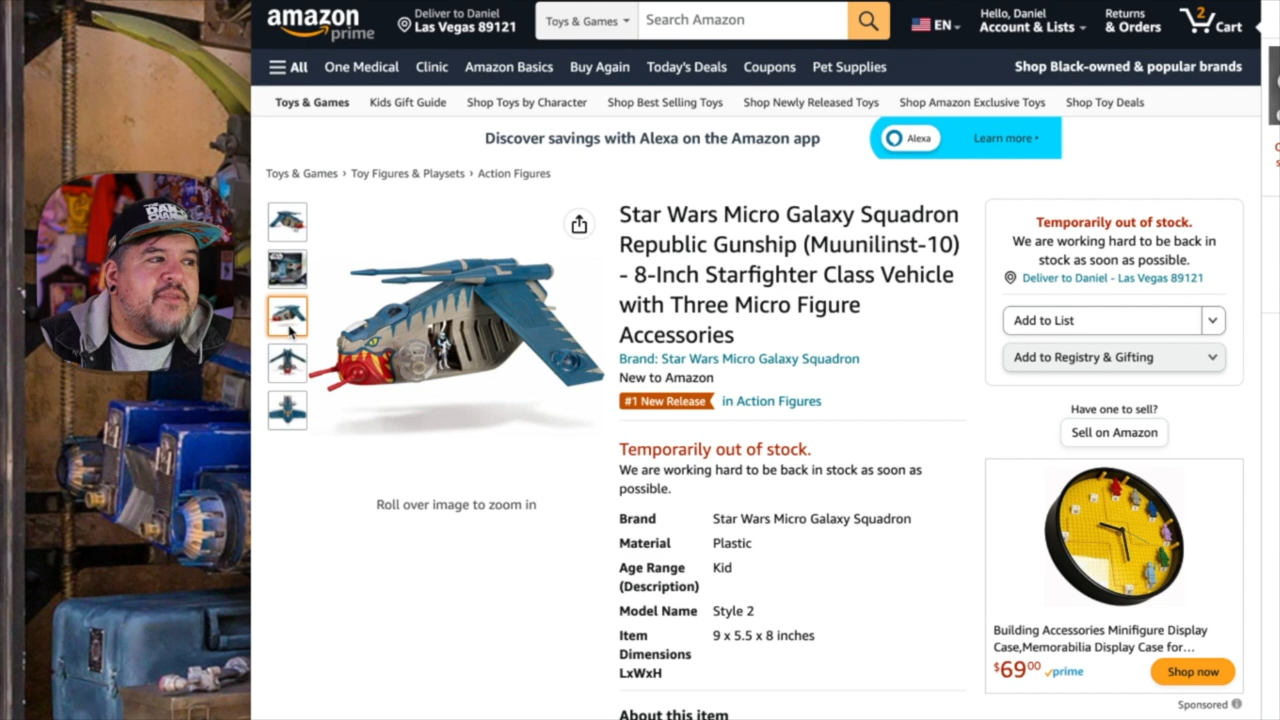 amazon
prime
Deliver to Daniel
Las Vegas 89121
Toys & Games
Search Amazon
EN
Hello, Daniel
Account & Lists
Returns
& Orders
2
Cart
All
One Medical
Clinic
Amazon Basics
Buy Again
Today's Deals
Coupons
Pet Supplies
Shop Black-owned & popular brands
Toys & Games
Kids Gift Guide
Shop Toys by Character
Shop Best Selling Toys
Shop Newly Released Toys
Shop Amazon Exclusive Toys
Shop Toy Deals
Discover savings with Alexa on the Amazon app
Alexa
Learn more
Toys & Games › Toy Figures & Playsets › Action Figures
Star Wars Micro Galaxy Squadron
Republic Gunship (Muunilinst-10)
- 8-Inch Starfighter Class Vehicle
with Three Micro Figure
Accessories
Brand: Star Wars Micro Galaxy Squadron
New to Amazon
#1 New Release
in Action Figures
Temporarily out of stock.
We are working hard to be back in stock as soon as
possible.
Brand Star Wars Micro Galaxy Squadron
Material Plastic
Age Range Kid
(Description)
Model Name Style 2
Item 9 x 5.5 x 8 inches
Dimensions
LxWxH
About this item
Roll over image to zoom in
Temporarily out of stock.
We are working hard to be back in
stock as soon as possible.
Deliver to Daniel - Las Vegas 89121
Add to List
Add to Registry & Gifting
Have one to sell?
Sell on Amazon
Building Accessories Minifigure Display
Case,Memorabilia Display Case for...
$6900 prime
Shop now
Sponsored